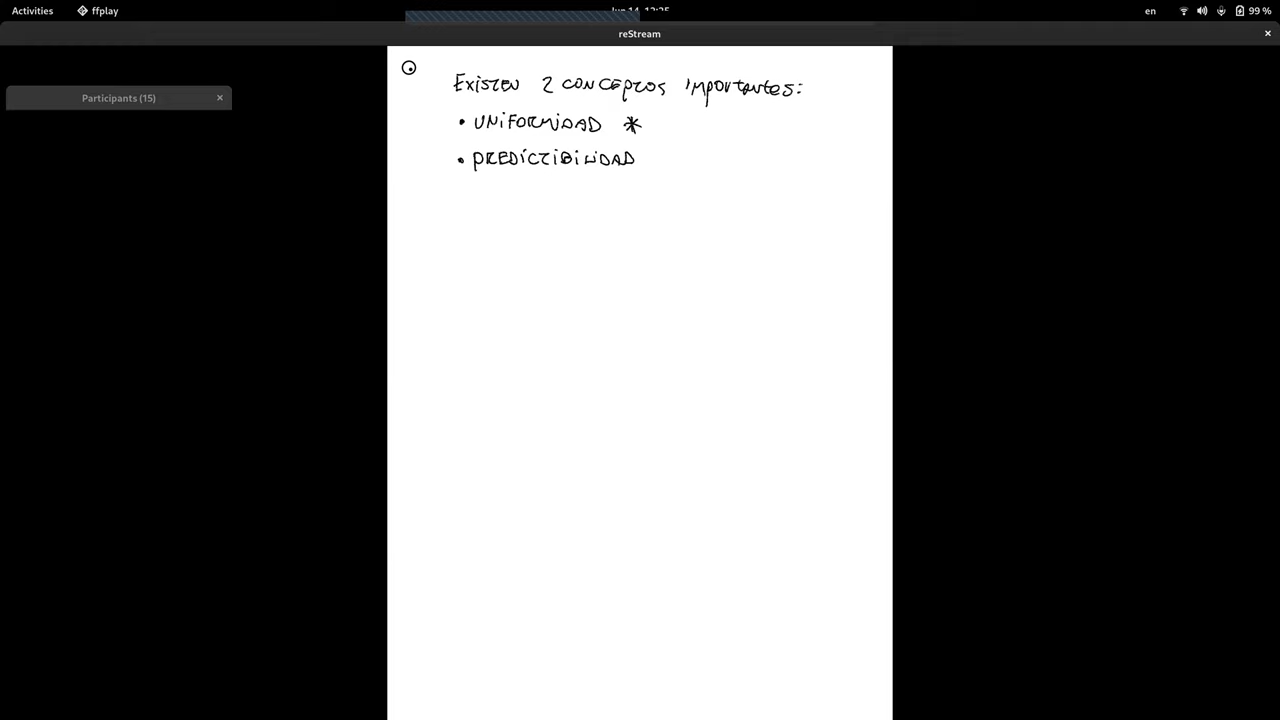 Activities ffplay en 99 %
reStream
Participants (15)
Existen 2 conceptos importantes:
• UNIFORMIDAD *
• PREDICTIBILIDAD